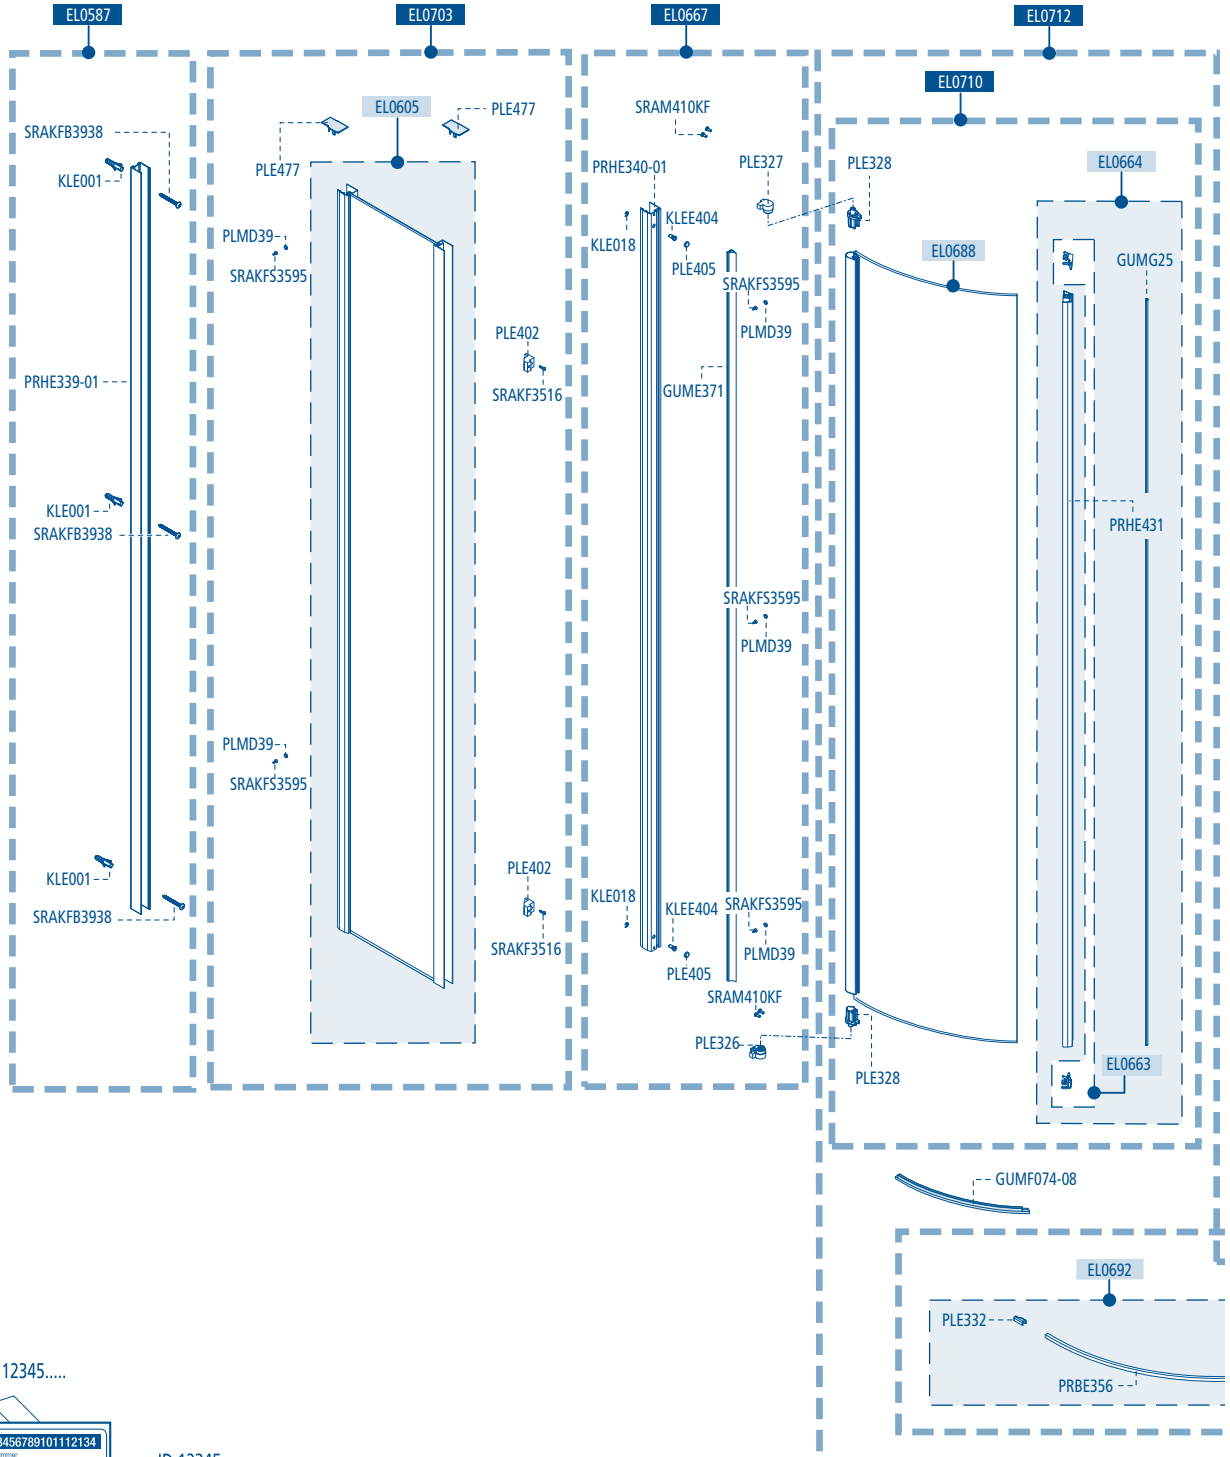 EL0587
EL0703
EL0667
EL0712
EL0710
SRAKFB3938
KLE001
PRHE339-01
KLE001
SRAKFB3938
KLE001
SRAKFB3938
EL0605
PLE477
PLE477
PLMD39
SRAKFS3595
PLE402
SRAKF3516
PLMD39
SRAKFS3595
PLE402
SRAKF3516
SRAM410KF
PRHE340-01
PLE327
KLE018
KLEE404
PLE405
SRAKFS3595
PLMD39
GUME371
SRAKFS3595
PLMD39
KLE018
KLEE404
SRAKFS3595
PLMD39
PLE405
SRAM410KF
PLE326
PLE328
EL0688
EL0664
GUMG25
PRHE431
EL0663
PLE328
GUMF074-08
EL0692
PLE332
PRBE356
12345.....
3456789101112134